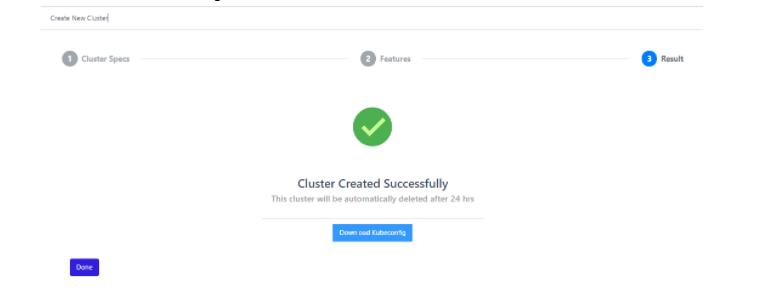 Create New Cluster
1 Cluster Specs
2 Features
3 Result
Cluster Created Successfully
This cluster will be automatically deleted after 24 hrs
Download Kubeconfig
Done